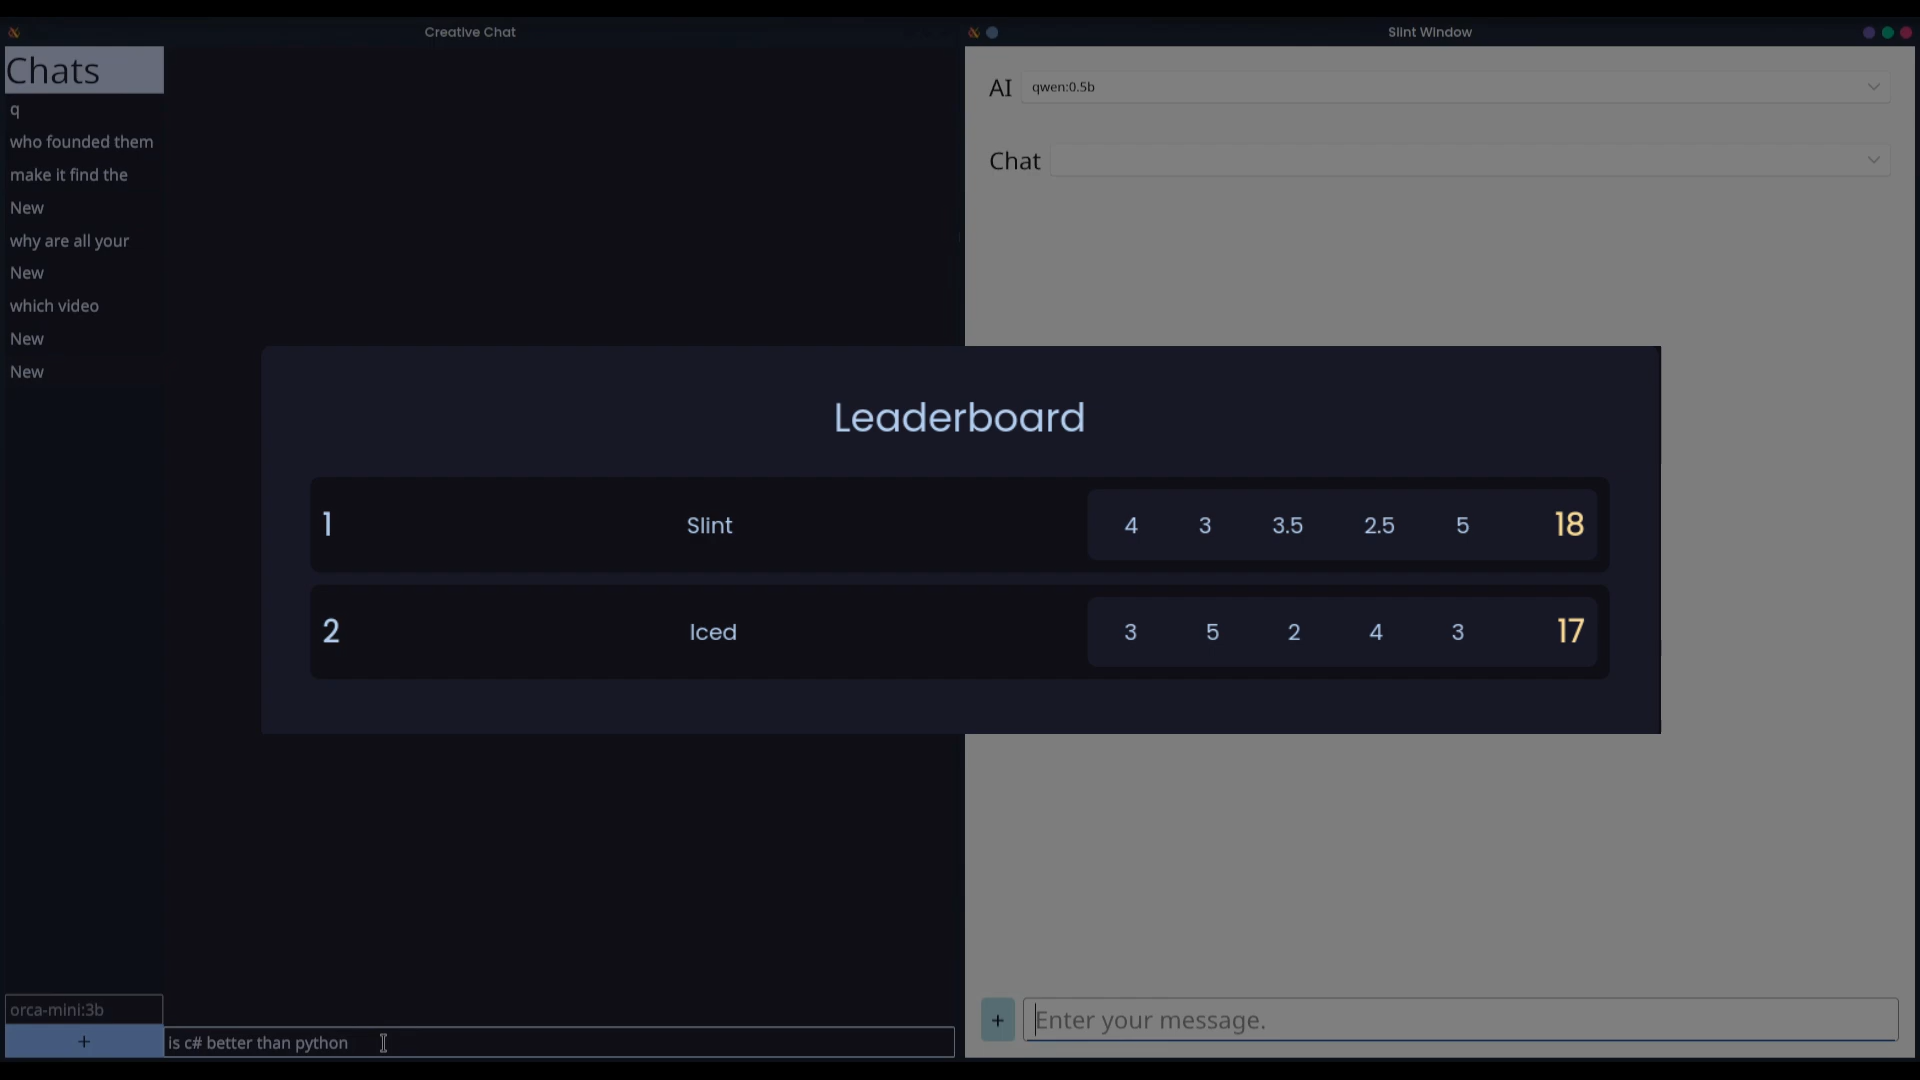 Creative Chat
Chats
q
who founded them
make it find the
New
why are all your
New
which video
New
New
orca-mini:3b
+
is c# better than python
Slint Window
AI qwen:0.5b
Chat
+ Enter your message.
Leaderboard
1 Slint 4 3 3.5 2.5 5 18
2 Iced 3 5 2 4 3 17